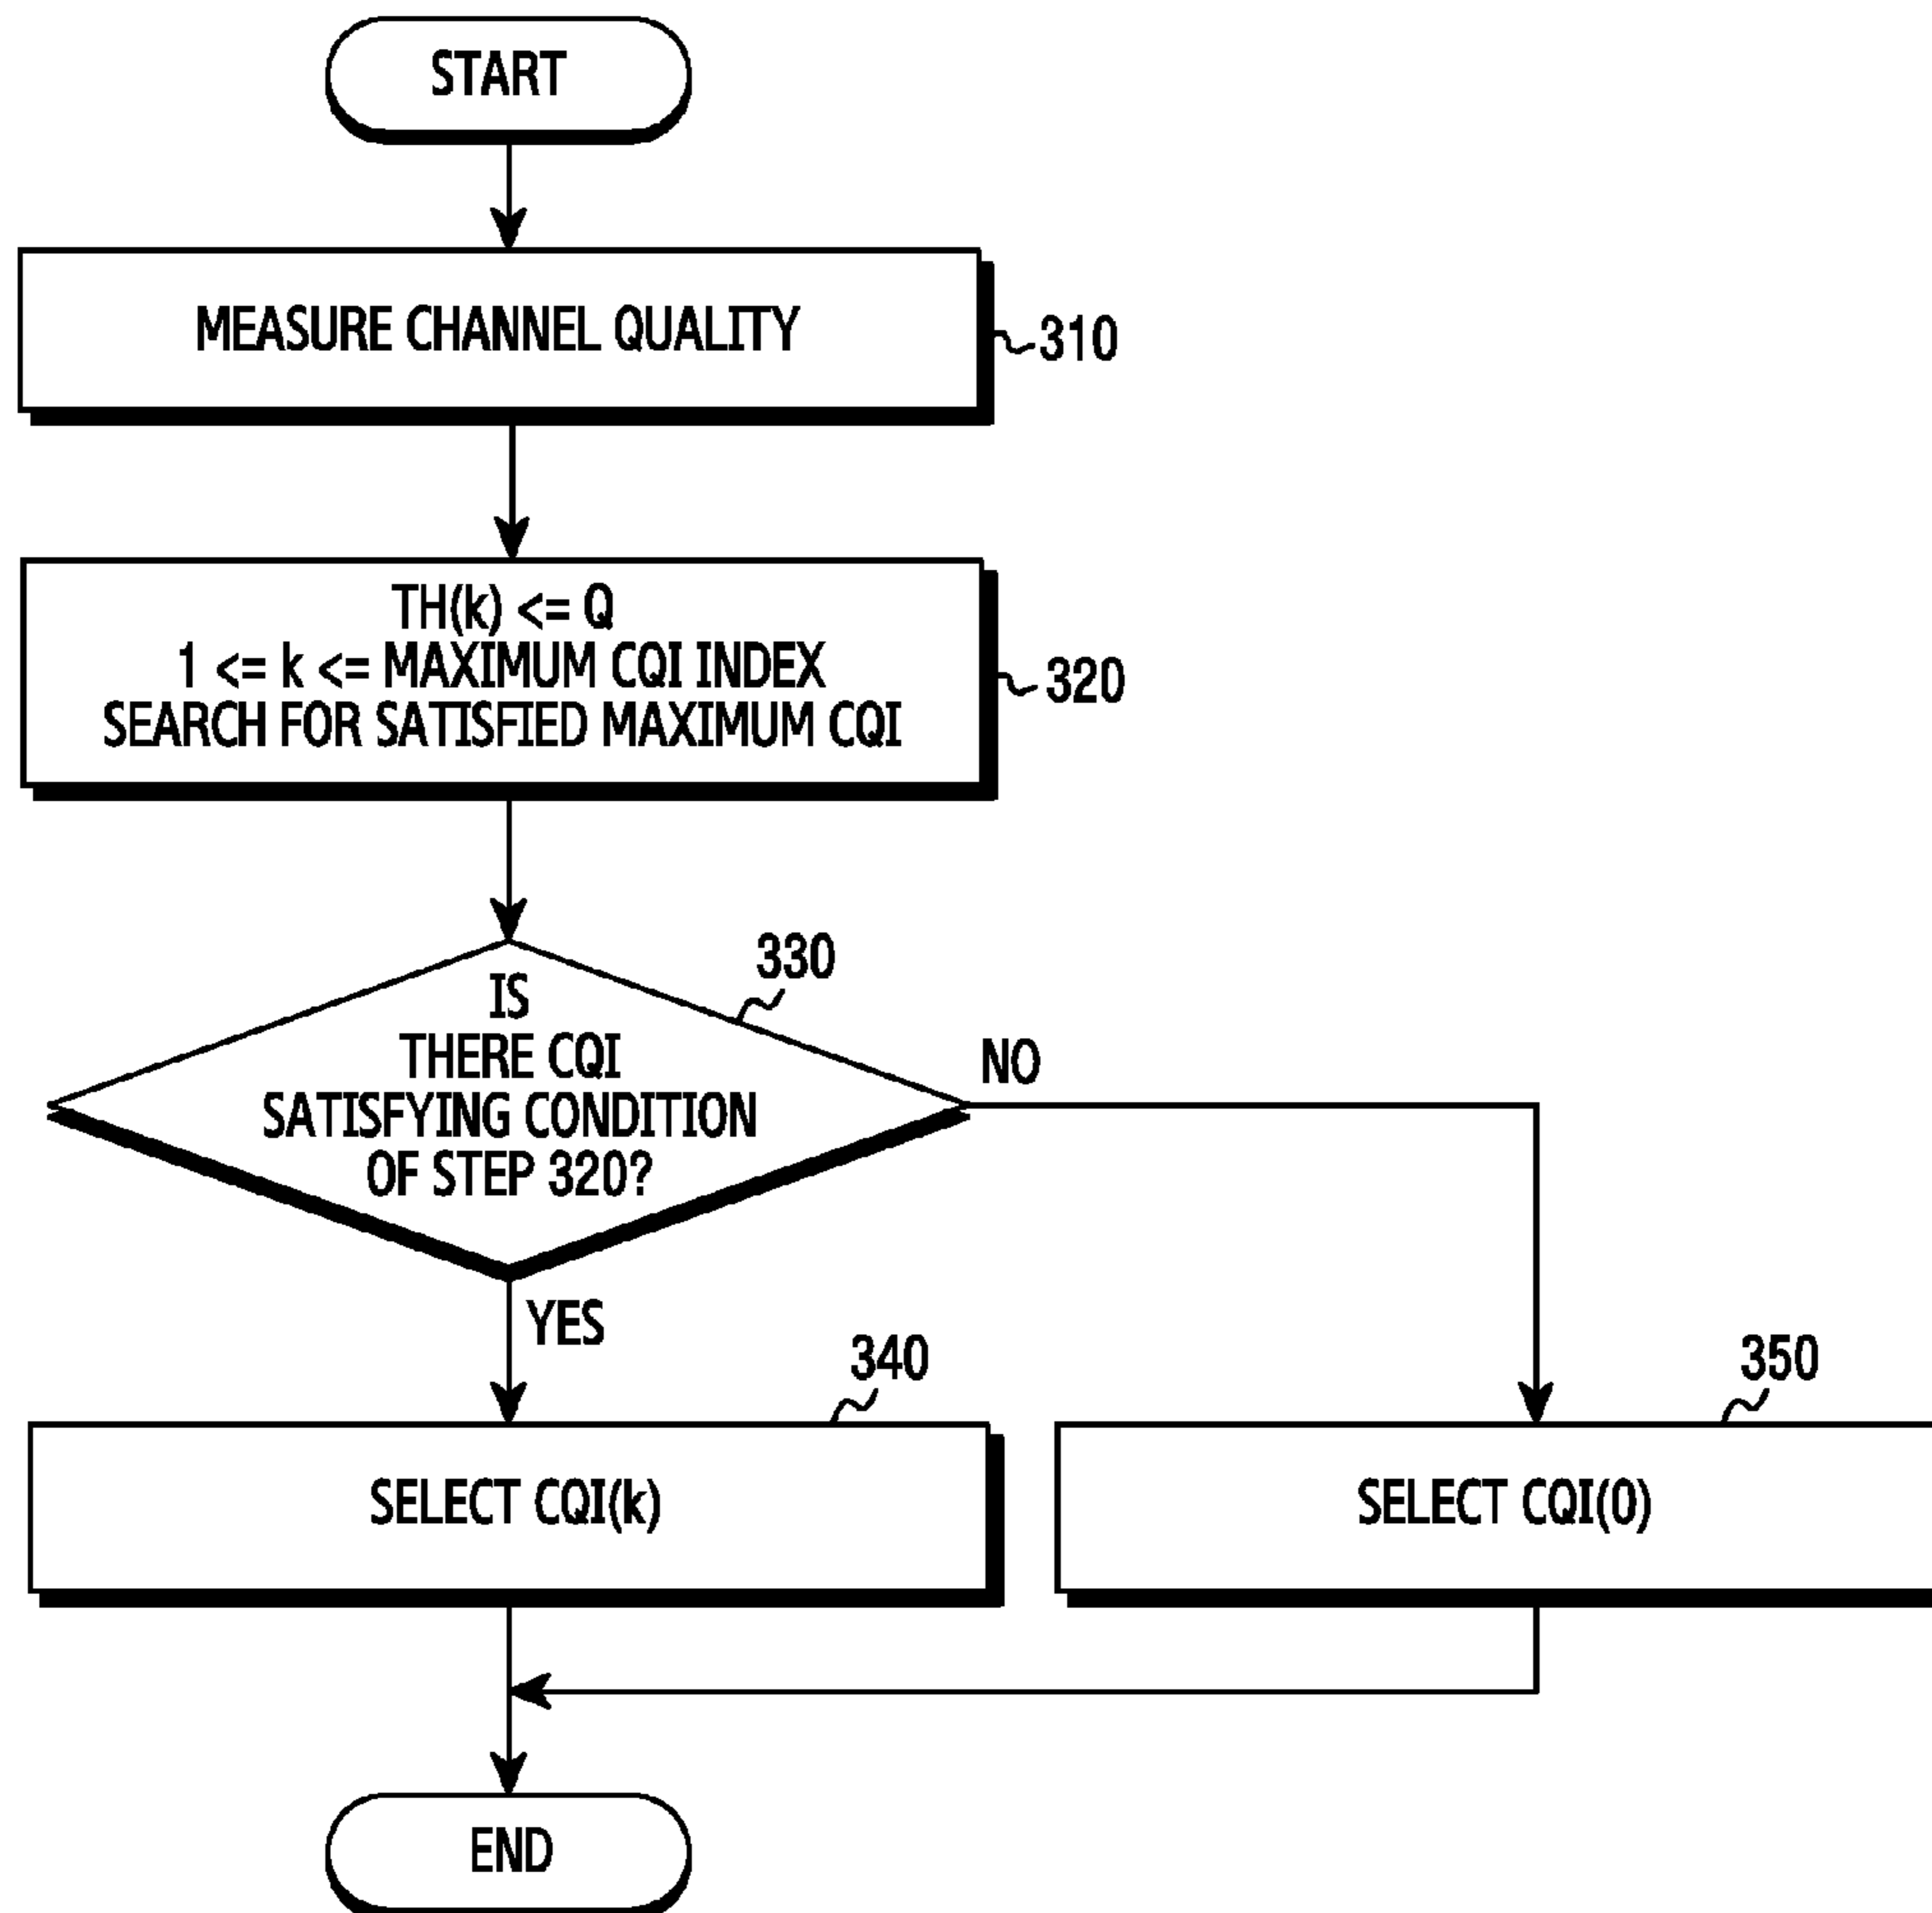 START
MEASURE CHANNEL QUALITY
310
TH(k) <= Q
1 <= k <= MAXIMUM CQI INDEX
SEARCH FOR SATISFIED MAXIMUM CQI
320
330
IS
THERE CQI
SATISFYING CONDITION
OF STEP 320?
NO
YES
340
350
SELECT CQI(k)
SELECT CQI(0)
END